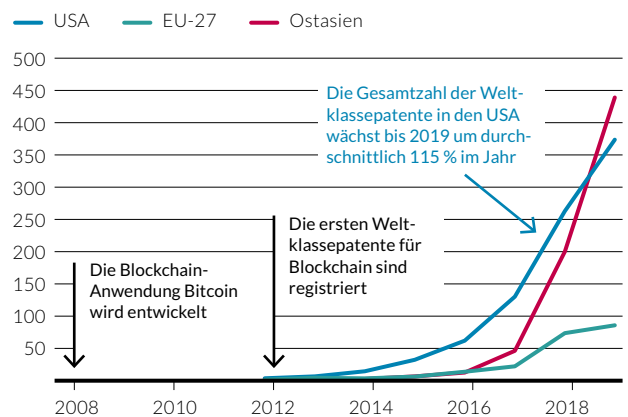 USA EU-27 Ostasien
500
450
400
350
300
250
200
150
100
50
Die Gesamtzahl der Welt-
klassepatente in den USA
wächst bis 2019 um durch-
schnittlich 115 % im Jahr
Die ersten Welt-
klassepatente für
Blockchain sind
registriert
Die Blockchain-
Anwendung Bitcoin
wird entwickelt
2008 2010 2012 2014 2016 2018